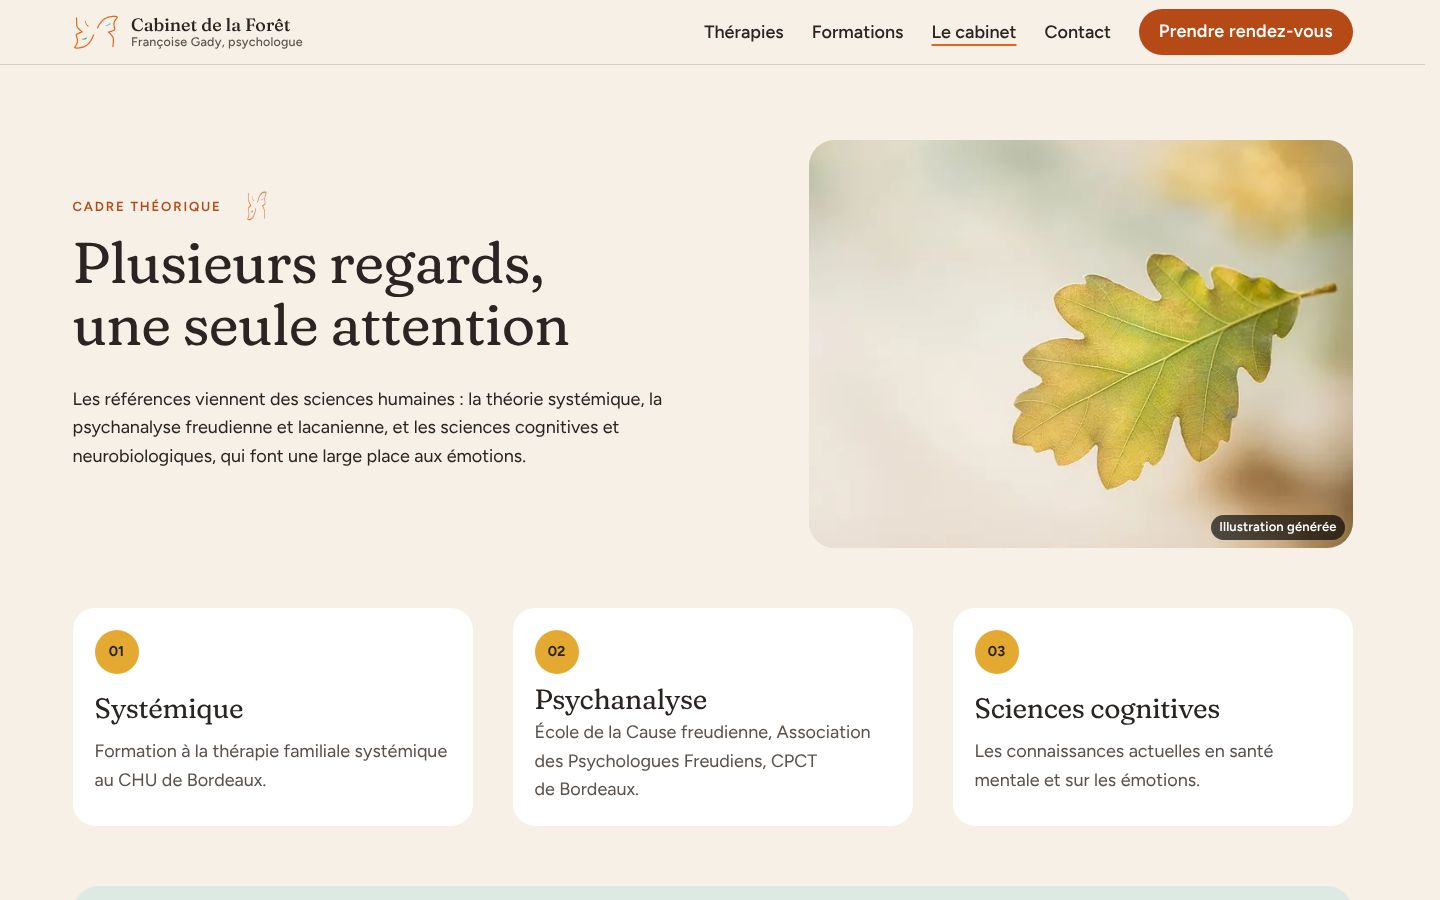 Cabinet de la Forêt
Françoise Gady, psychologue
Thérapies
Formations
Le cabinet
Contact
Prendre rendez-vous
CADRE THÉORIQUE
Plusieurs regards,
une seule attention
Les références viennent des sciences humaines : la théorie systémique, la
psychanalyse freudienne et lacanienne, et les sciences cognitives et
neurobiologiques, qui font une large place aux émotions.
Illustration générée
01
Systémique
Formation à la thérapie familiale systémique
au CHU de Bordeaux.
02
Psychanalyse
École de la Cause freudienne, Association
des Psychologues Freudiens, CPCT
de Bordeaux.
03
Sciences cognitives
Les connaissances actuelles en santé
mentale et sur les émotions.